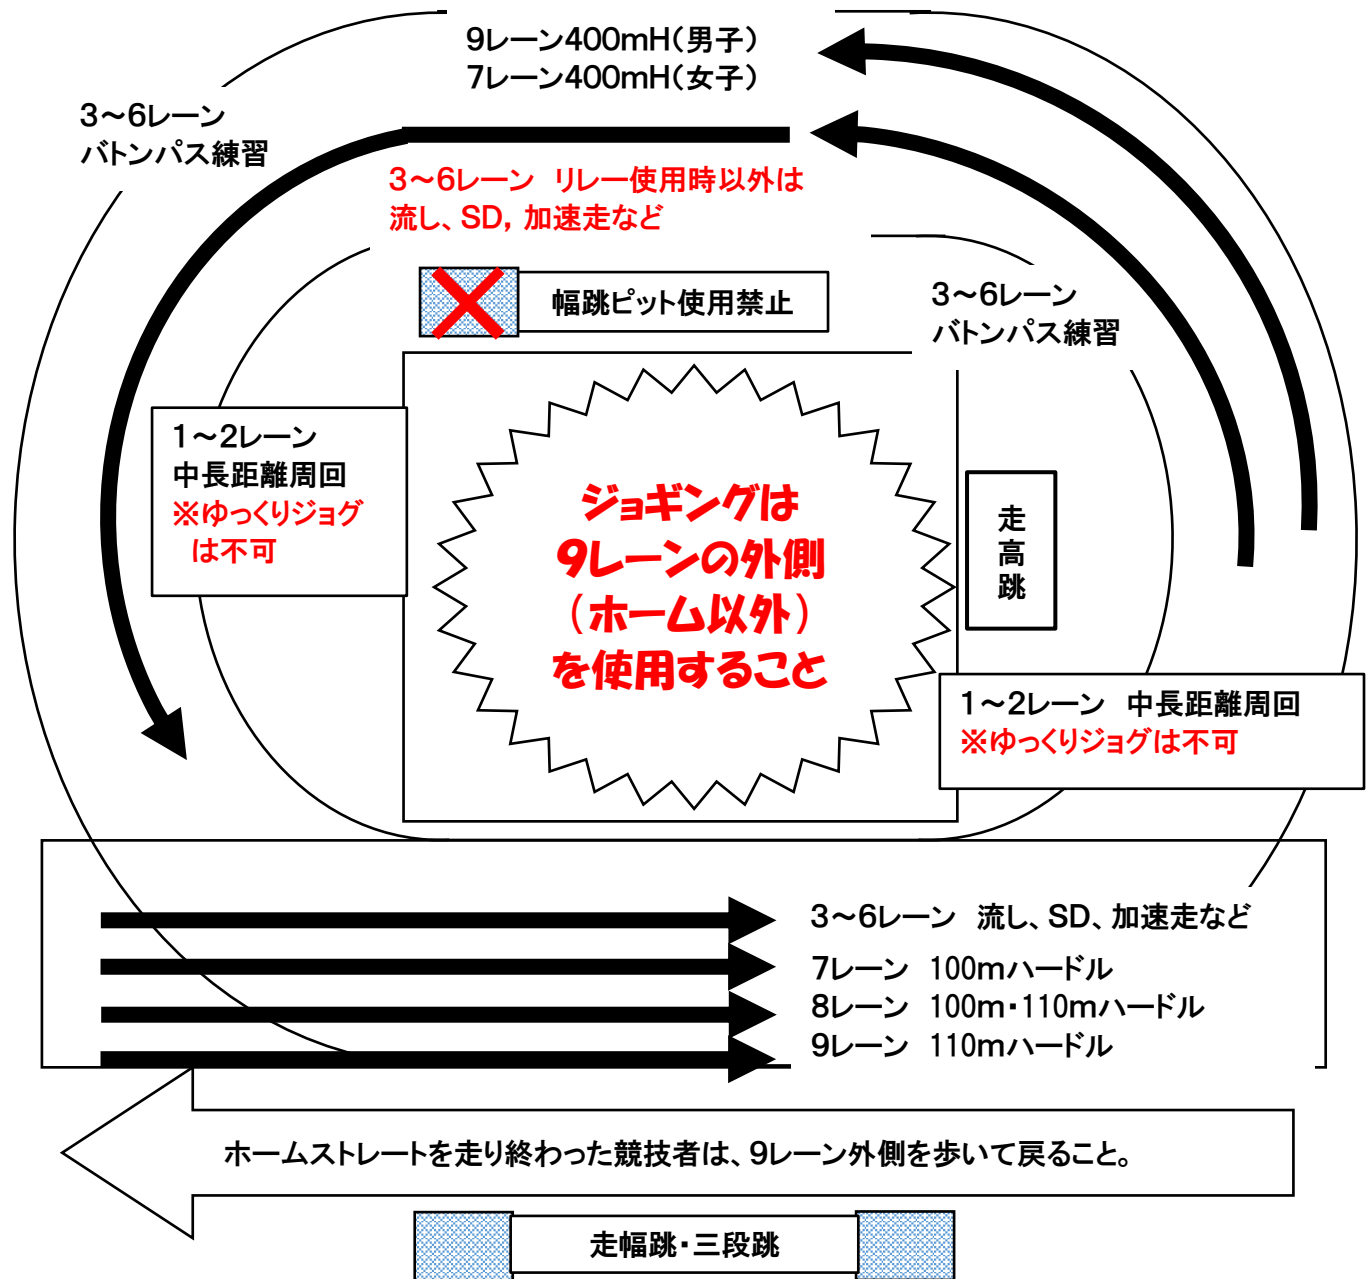 9レーン400mH(男子)
7レーン400mH(女子)
3~6レーン
バトンパス練習
3~6レーン リレー使用時以外は
流し、SD,加速走など
幅跳ピット使用禁止
3~6レーン
バトンパス練習
1~2レーン
中長距離周回
※ゆっくりジョグ
は不可
ジョギングは
9レーンの外側
(ホーム以外)
を使用すること
走
高
跳
1~2レーン 中長距離周回
※ゆっくりジョグは不可
3~6レーン 流し、SD、加速走など
7レーン 100mハードル
8レーン 100m・110mハードル
9レーン 110mハードル
ホームストレートを走り終わった競技者は、9レーン外側を歩いて戻ること。
走幅跳・三段跳